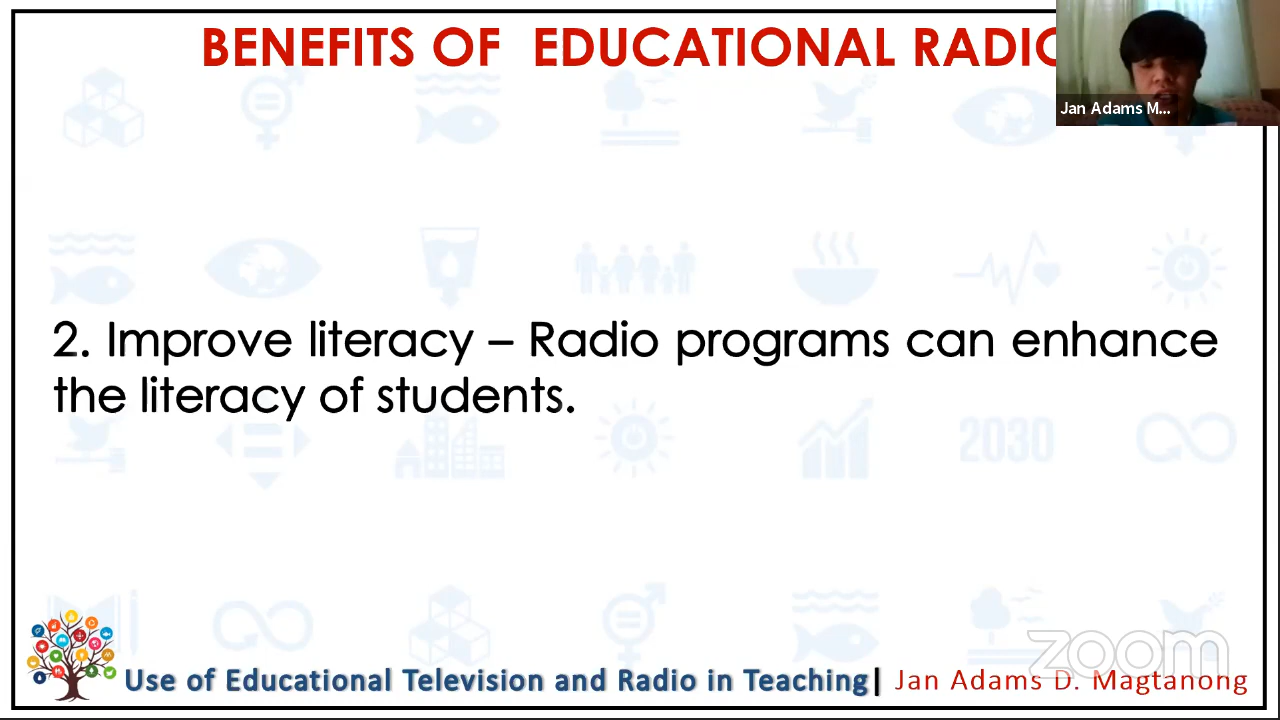 BENEFITS OF EDUCATIONAL RADIO
Jan Adams M...
2. Improve literacy – Radio programs can enhance
the literacy of students.
2030
zoom
Use of Educational Television and Radio in Teaching| Jan Adams D. Magtanong